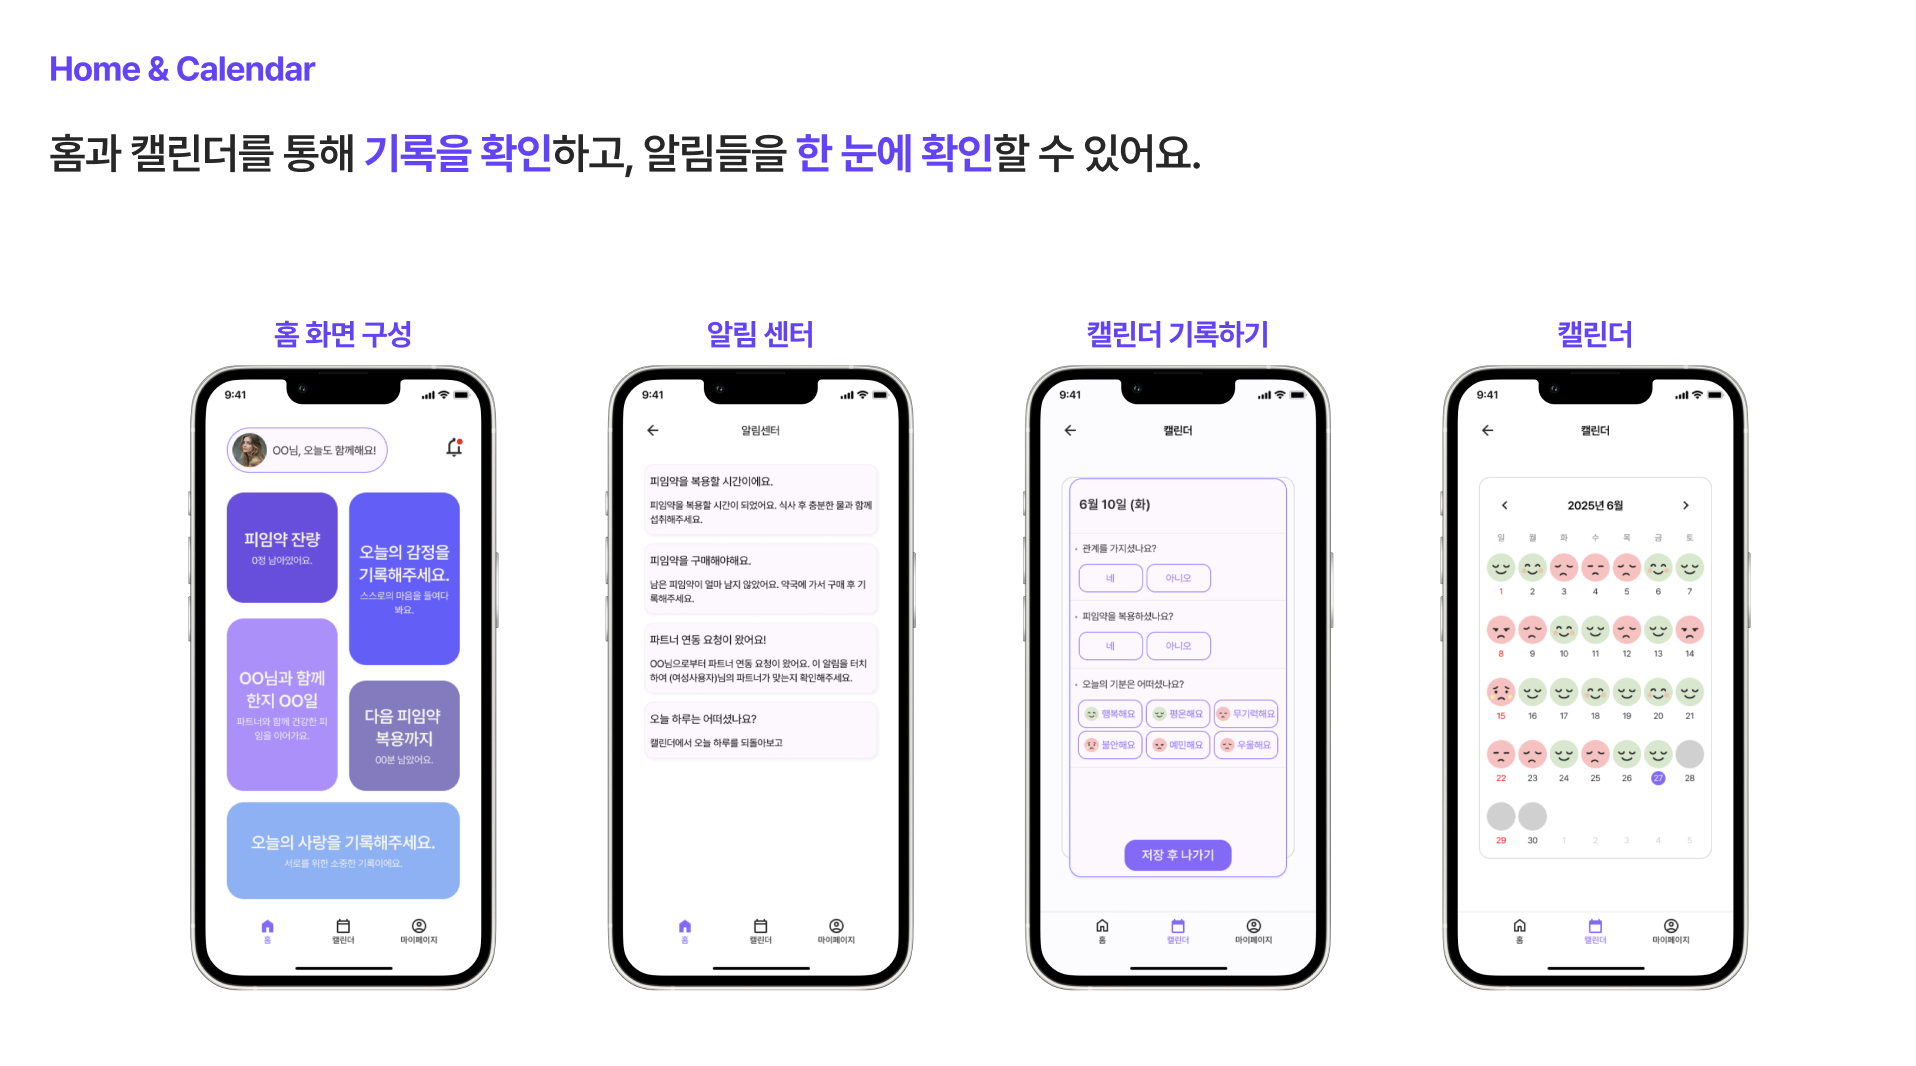 Home & Calendar
홈과 캘린더를 통해 기록을 확인하고, 알림들을 한 눈에 확인할 수 있어요.
홈 화면 구성
9:41
OO님, 오늘도 함께해요!
피임약 잔량
0정 남아있어요.
오늘의 감정을
기록해주세요.
스스로의 마음을 들여다
봐요.
OO님과 함께
한지 OO일
파트너와 함께 건강한 피
임을 이어가요.
다음 피임약
복용까지
00분 남았어요.
오늘의 사랑을 기록해주세요.
서로를 위한 소중한 기록이에요.
홈
캘린더
마이페이지
알림 센터
9:41
알림센터
피임약을 복용할 시간이에요.
피임약을 복용할 시간이 되었어요. 식사 후 충분한 물과 함께
섭취해주세요.
피임약을 구매해야해요.
남은 피임약이 얼마 남지 않았어요. 약국에 가서 구매 후 기
록해주세요.
파트너 연동 요청이 왔어요!
OO님으로부터 파트너 연동 요청이 왔어요. 이 알림을 터치
하여 (여성사용자)님의 파트너가 맞는지 확인해주세요.
오늘 하루는 어떠셨나요?
캘린더에서 오늘 하루를 되돌아보고
홈
캘린더
마이페이지
캘린더 기록하기
9:41
캘린더
6월 10일 (화)
• 관계를 가지셨나요?
네 아니오
• 피임약을 복용하셨나요?
네 아니오
• 오늘의 기분은 어떠셨나요?
행복해요 평온해요 무기력해요
불안해요 예민해요 우울해요
저장 후 나가기
홈
캘린더
마이페이지
캘린더
9:41
캘린더
2025년 6월
일 월 화 수 목 금 토
1 2 3 4 5 6 7
8 9 10 11 12 13 14
15 16 17 18 19 20 21
22 23 24 25 26 27 28
29 30 1 2 3 4 5
홈
캘린더
마이페이지